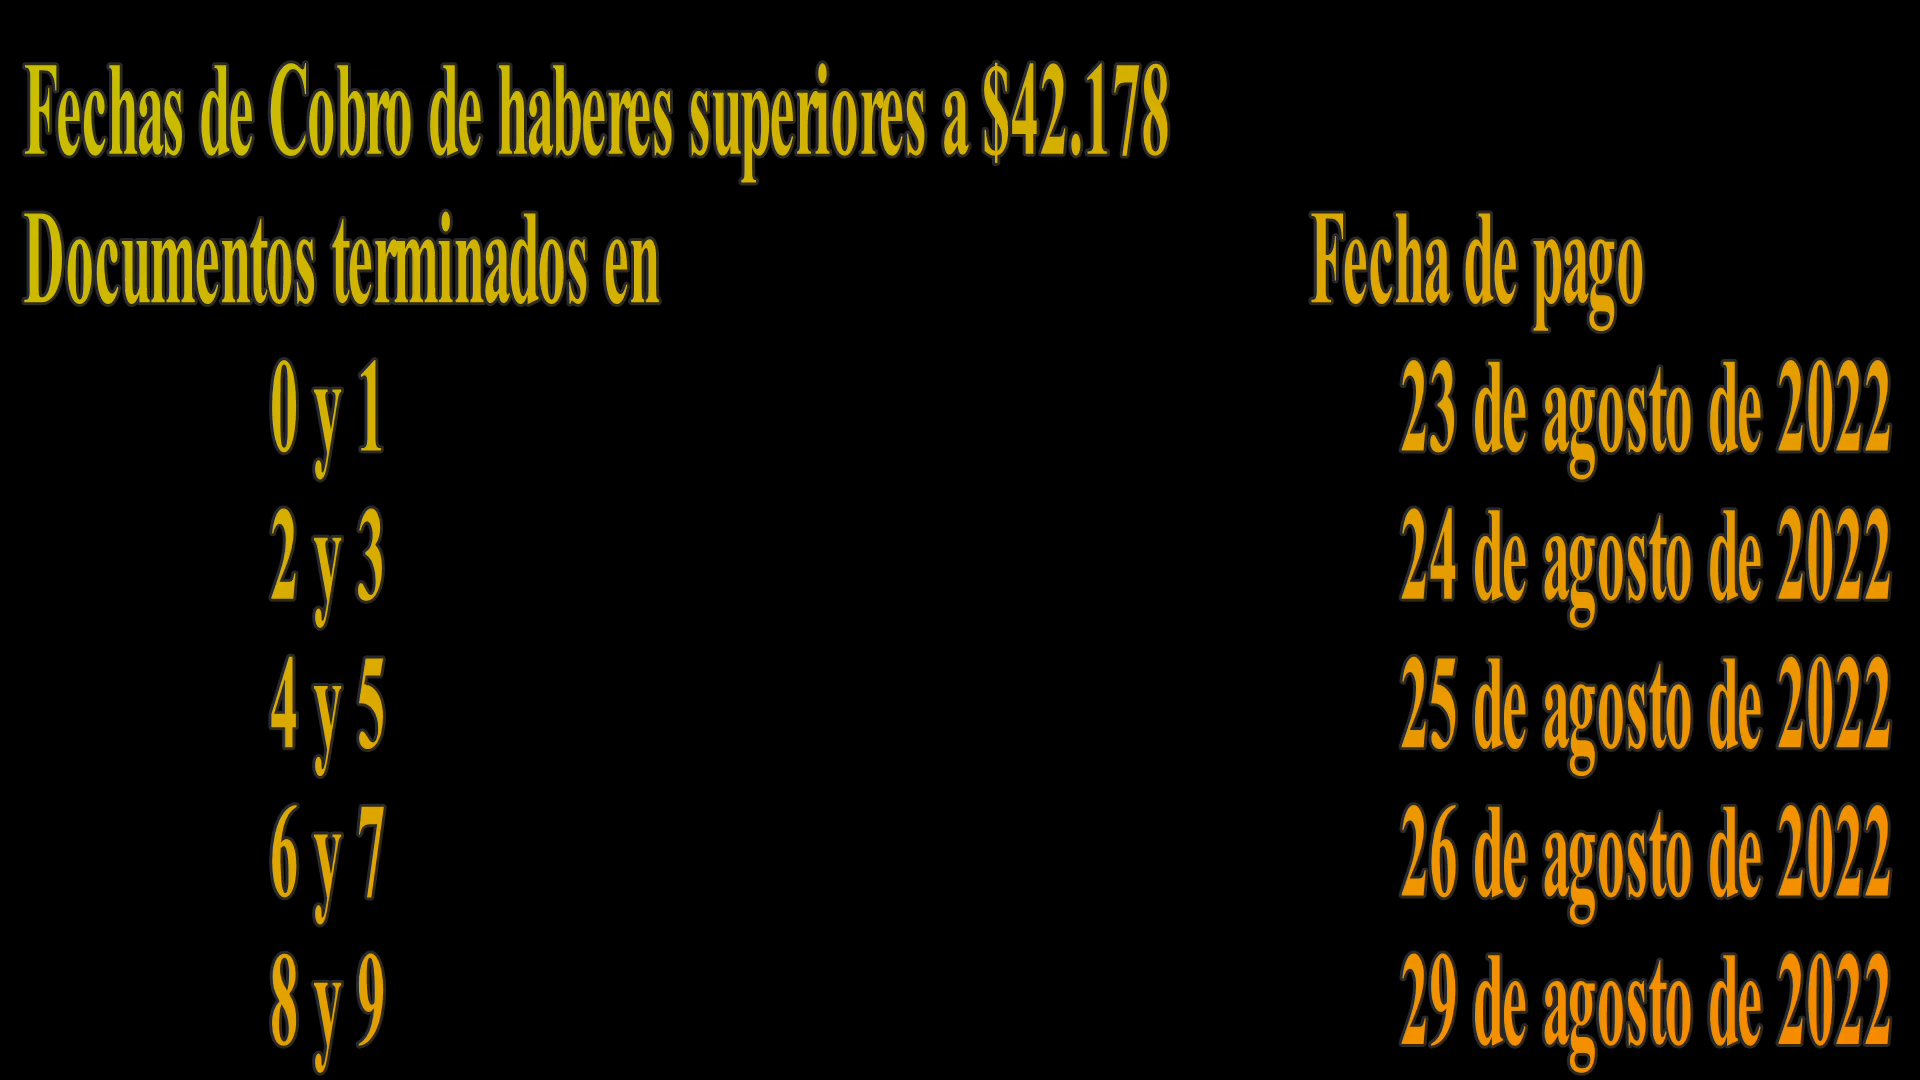 Fechas de Cobro de haberes superiores a $42.178
Documentos terminados en Fecha de pago
0 y 1 23 de agosto de 2022
2 y 3 24 de agosto de 2022
4 y 5 25 de agosto de 2022
6 y 7 26 de agosto de 2022
8 y 9 29 de agosto de 2022